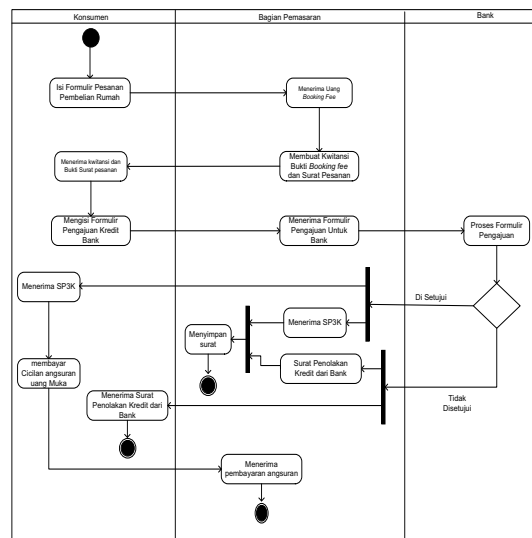 Konsumen
Bagian Pemasaran
Bank
Isi Formulir Pesanan
Pembelian Rumah
Menerima Uang
Booking Fee
Menerima kwitansi dan
Bukti Surat pasanan
Membuat Kwitansi
Bukti Booking fee
dan Surat Pesanan
Mengisi Formulir
Pengajuan Kredit
Bank
Menerima Formulir
Pengajuan Untuk
Bank
Proses Formulir
Pengajuan
Menerima SP3K
Di Setujui
Menerima SP3K
Menyimpan
surat
Surat Penolakan
Kredit dari Bank
membayar
Cicilan angsuran
uang Muka
Menerima Surat
Penolakan Kredit dari
Bank
Tidak
Disetujui
Menerima
pembayaran angsuran